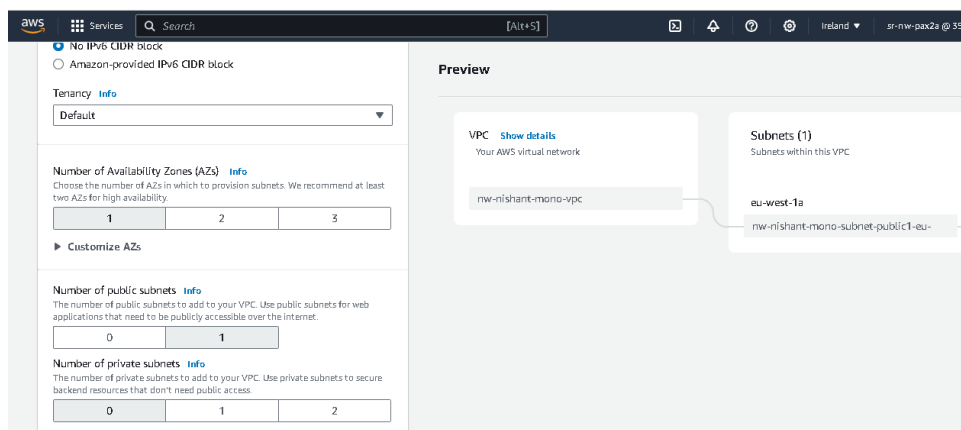 aws
Services
Search
[Alt+S]
Ireland
sr-nw-pax2a @ 35
No IPv6 CIDR block
Amazon-provided IPv6 CIDR block
Tenancy Info
Default
Number of Availability Zones (AZs) Info
Choose the number of AZs in which to provision subnets. We recommend at least
two AZs for high availability.
1 2 3
Customize AZs
Number of public subnets Info
The number of public subnets to add to your VPC. Use public subnets for web
applications that need to be publicly accessible over the internet.
0 1
Number of private subnets Info
The number of private subnets to add to your VPC. Use private subnets to secure
backend resources that don't need public access.
0 1 2
Preview
VPC Show details
Your AWS virtual network
nw-nishant-mono-vpc
Subnets (1)
Subnets within this VPC
eu-west-1a
nw-nishant-mono-subnet-public1-eu-